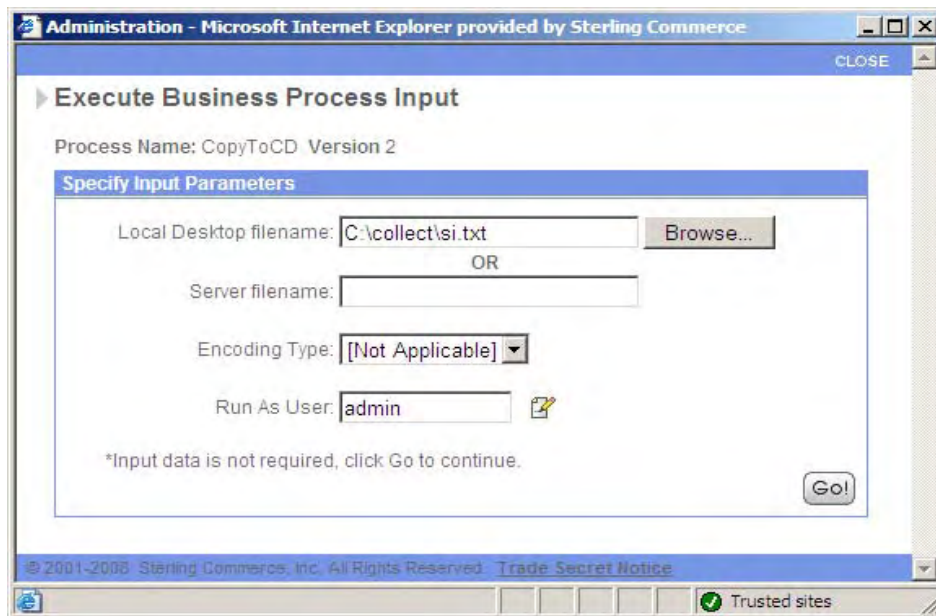 Administration - Microsoft Internet Explorer provided by Sterling Commerce
CLOSE
Execute Business Process Input
Process Name: CopyToCD Version 2
Specify Input Parameters
Local Desktop filename: C:\collect\si.txt Browse...
OR
Server filename:
Encoding Type: [Not Applicable]
Run As User: admin
*Input data is not required, click Go to continue.
Go!
© 2001-2008 Sterling Commerce, Inc. All Rights Reserved. Trade Secret Notice
Trusted sites